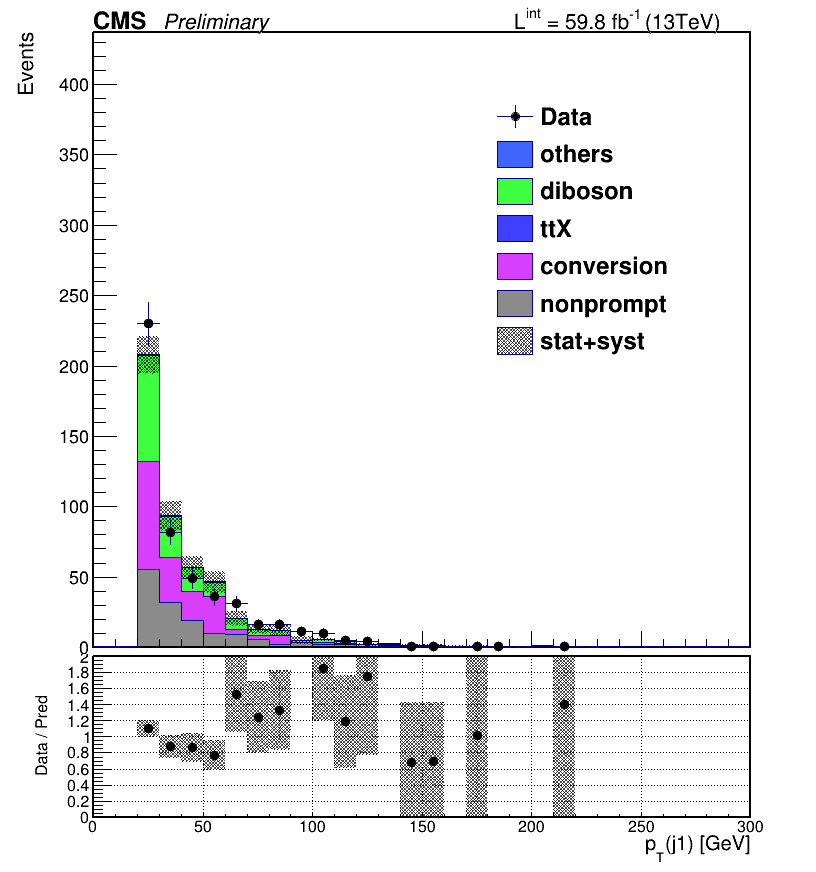 CMS Preliminary L^int = 59.8 fb^-1 (13TeV)
Events
400
350
300
250
200
150
100
50
0
Data
others
diboson
ttX
conversion
nonprompt
stat+syst
Data / Pred
2
1.8
1.6
1.4
1.2
1
0.8
0.6
0.4
0.2
0
0 50 100 150 200 250 300
p_T(j1) [GeV]